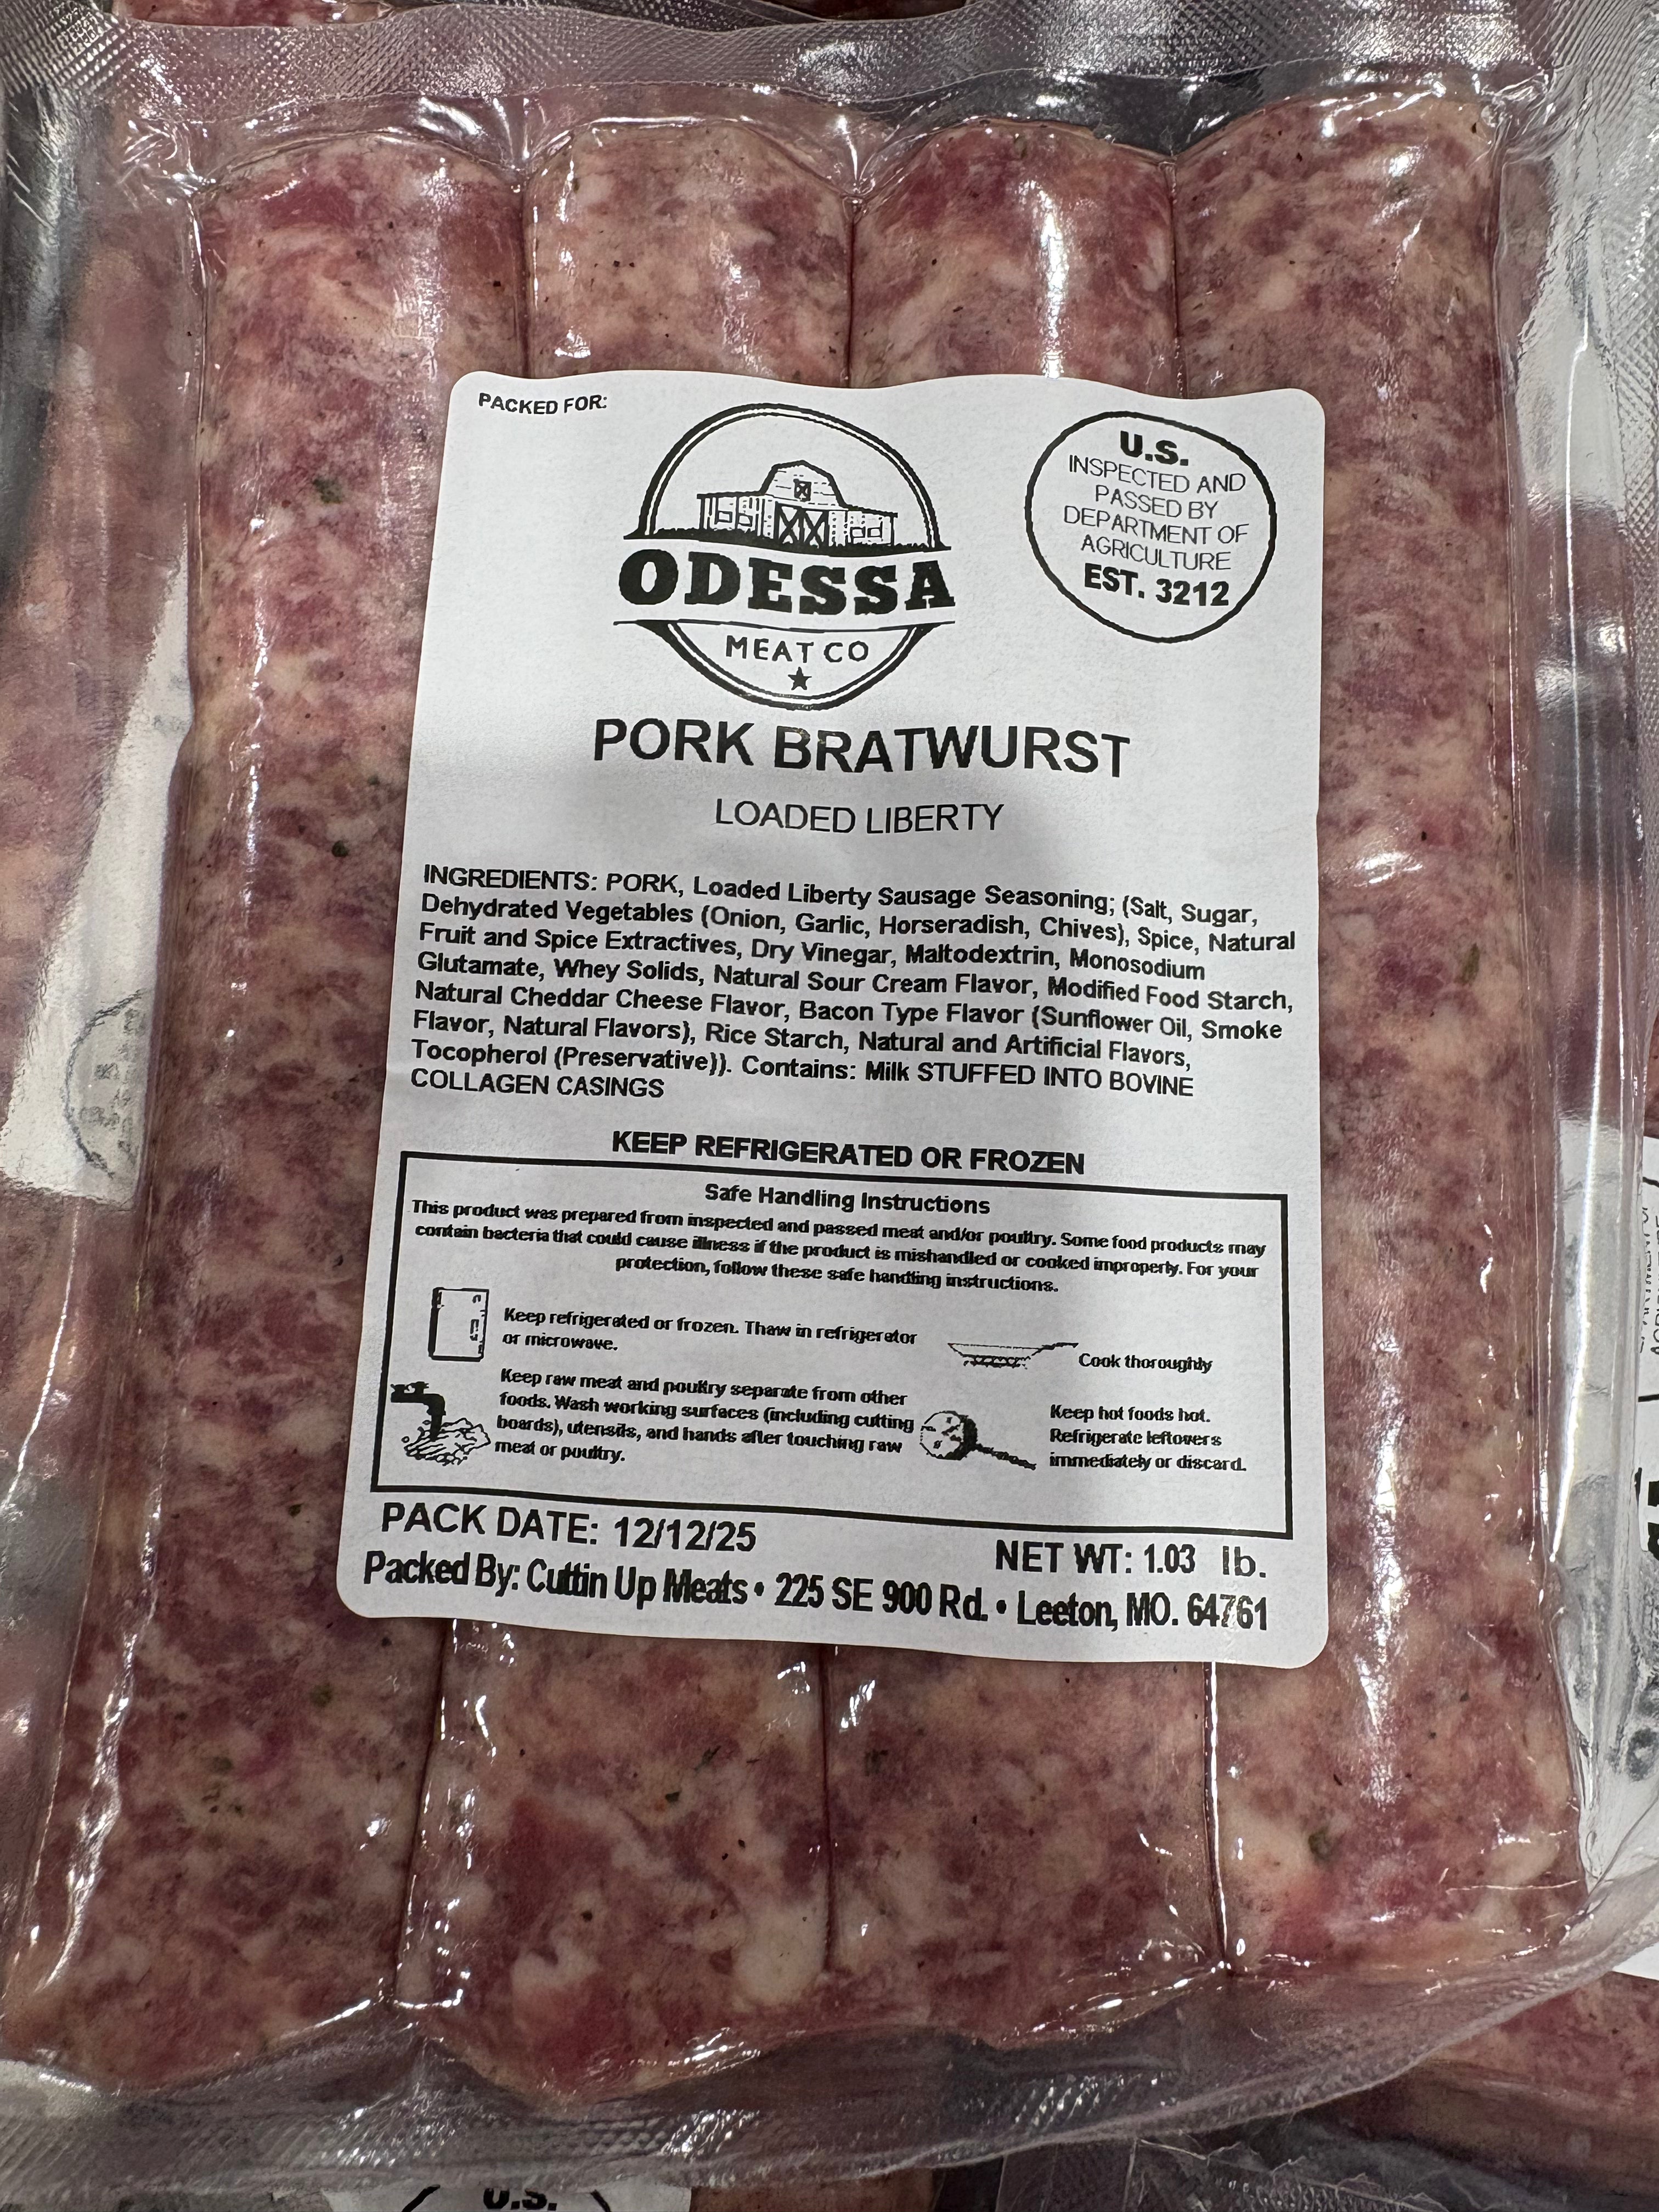 PACKED FOR:
ODESSA
MEAT CO
U.S.
INSPECTED AND
PASSED BY
DEPARTMENT OF
AGRICULTURE
EST. 3212
PORK BRATWURST
LOADED LIBERTY
INGREDIENTS: PORK, Loaded Liberty Sausage Seasoning; (Salt, Sugar,
Dehydrated Vegetables (Onion, Garlic, Horseradish, Chives), Spice, Natural
Fruit and Spice Extractives, Dry Vinegar, Maltodextrin, Monosodium
Glutamate, Whey Solids, Natural Sour Cream Flavor, Modified Food Starch,
Natural Cheddar Cheese Flavor, Bacon Type Flavor {Sunflower Oil, Smoke
Flavor, Natural Flavors}, Rice Starch, Natural and Artificial Flavors,
Tocopherol (Preservative)). Contains: Milk STUFFED INTO BOVINE
COLLAGEN CASINGS
KEEP REFRIGERATED OR FROZEN
Safe Handling Instructions
This product was prepared from inspected and passed meat and/or poultry. Some food products may
contain bacteria that could cause illness if the product is mishandled or cooked improperly. For your
protection, follow these safe handling instructions.
Keep refrigerated or frozen. Thaw in refrigerator
or microwave.
Cook thoroughly
Keep raw meat and poultry separate from other
foods. Wash working surfaces (including cutting
boards), utensils, and hands after touching raw
meat or poultry.
Keep hot foods hot.
Refrigerate leftovers
immediately or discard.
PACK DATE: 12/12/25
NET WT: 1.03 lb.
Packed By: Cuttin Up Meats • 225 SE 900 Rd. • Leeton, MO. 64761
U.S.